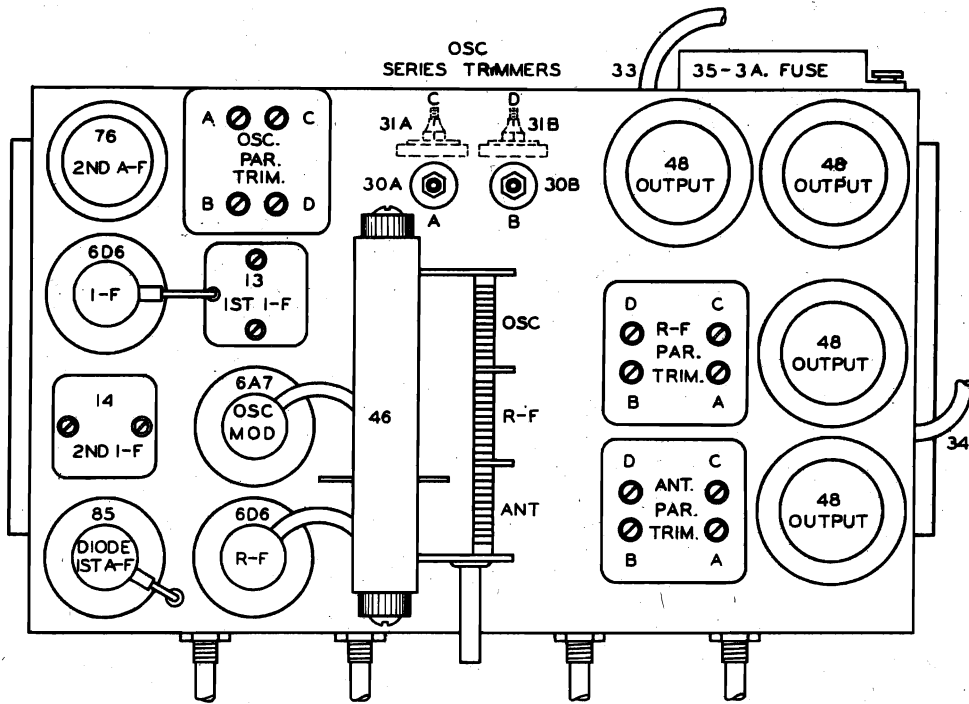 OSC
SERIES TRIMMERS
33
35-3A. FUSE
C
D
31A
31B
30A
30B
A
B
76
2ND A-F
A
C
OSC.
PAR.
TRIM.
B
D
48
OUTPUT
48
OUTPUT
6D6
I-F
13
1ST I-F
OSC
R-F
ANT
46
D
C
R-F
PAR.
TRIM.
B
A
48
OUTPUT
14
2ND I-F
6A7
OSC
MOD
34
D
C
ANT.
PAR.
TRIM.
B
A
48
OUTPUT
85
DIODE
1ST A-F
6D6
R-F